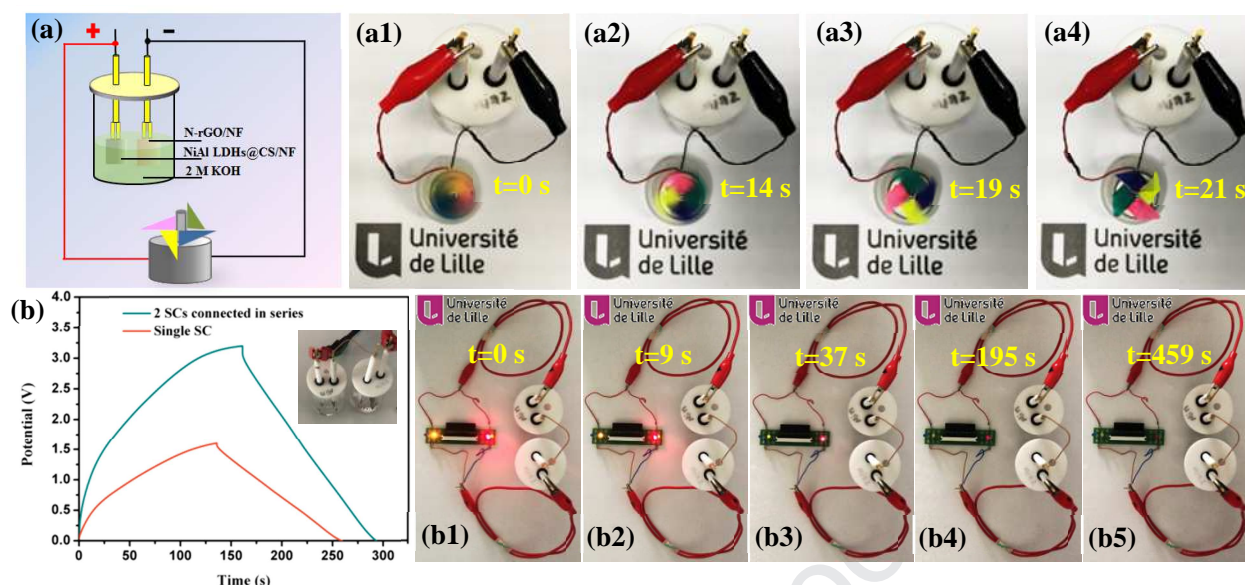 (a)
+
-
N-rGO/NF
NiAl LDHs@CS/NF
2 M KOH
(a1)
t=0 s
Université
de Lille
(a2)
t=14 s
Université
de Lille
(a3)
t=19 s
Université
de Lille
(a4)
t=21 s
Université
de Lille
(b)
4.0
3.5
3.0
2.5
2.0
1.5
1.0
0.5
0.0
Potential (V)
2 SCs connected in series
Single SC
0
50
100
150
200
250
300
Time (s)
Université
de Lille
t=0 s
(b1)
Université
de Lille
t=9 s
(b2)
Université
de Lille
t=37 s
(b3)
Université
de Lille
t=195 s
(b4)
Université
de Lille
t=459 s
(b5)